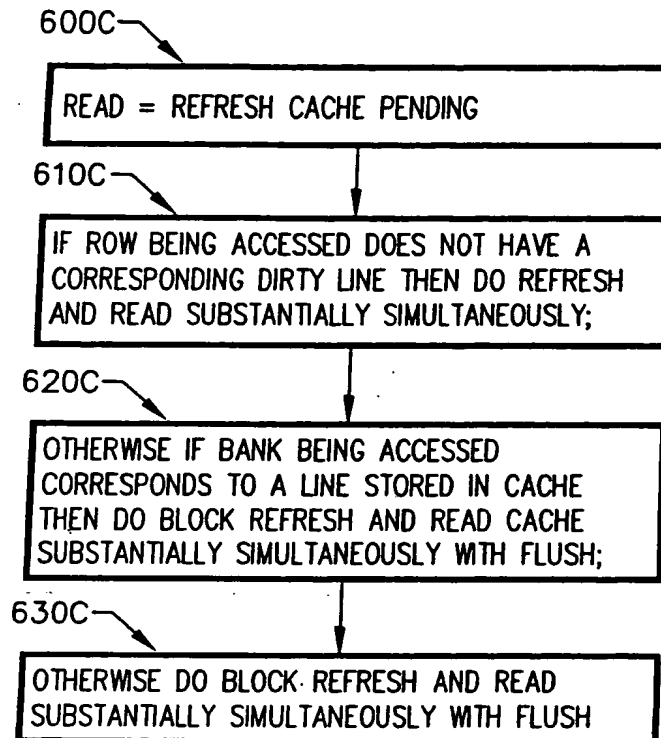 600C
READ = REFRESH CACHE PENDING
610C
IF ROW BEING ACCESSED DOES NOT HAVE A
CORRESPONDING DIRTY LINE THEN DO REFRESH
AND READ SUBSTANTIALLY SIMULTANEOUSLY;
620C
OTHERWISE IF BANK BEING ACCESSED
CORRESPONDS TO A LINE STORED IN CACHE
THEN DO BLOCK REFRESH AND READ CACHE
SUBSTANTIALLY SIMULTANEOUSLY WITH FLUSH;
630C
OTHERWISE DO BLOCK REFRESH AND READ
SUBSTANTIALLY SIMULTANEOUSLY WITH FLUSH